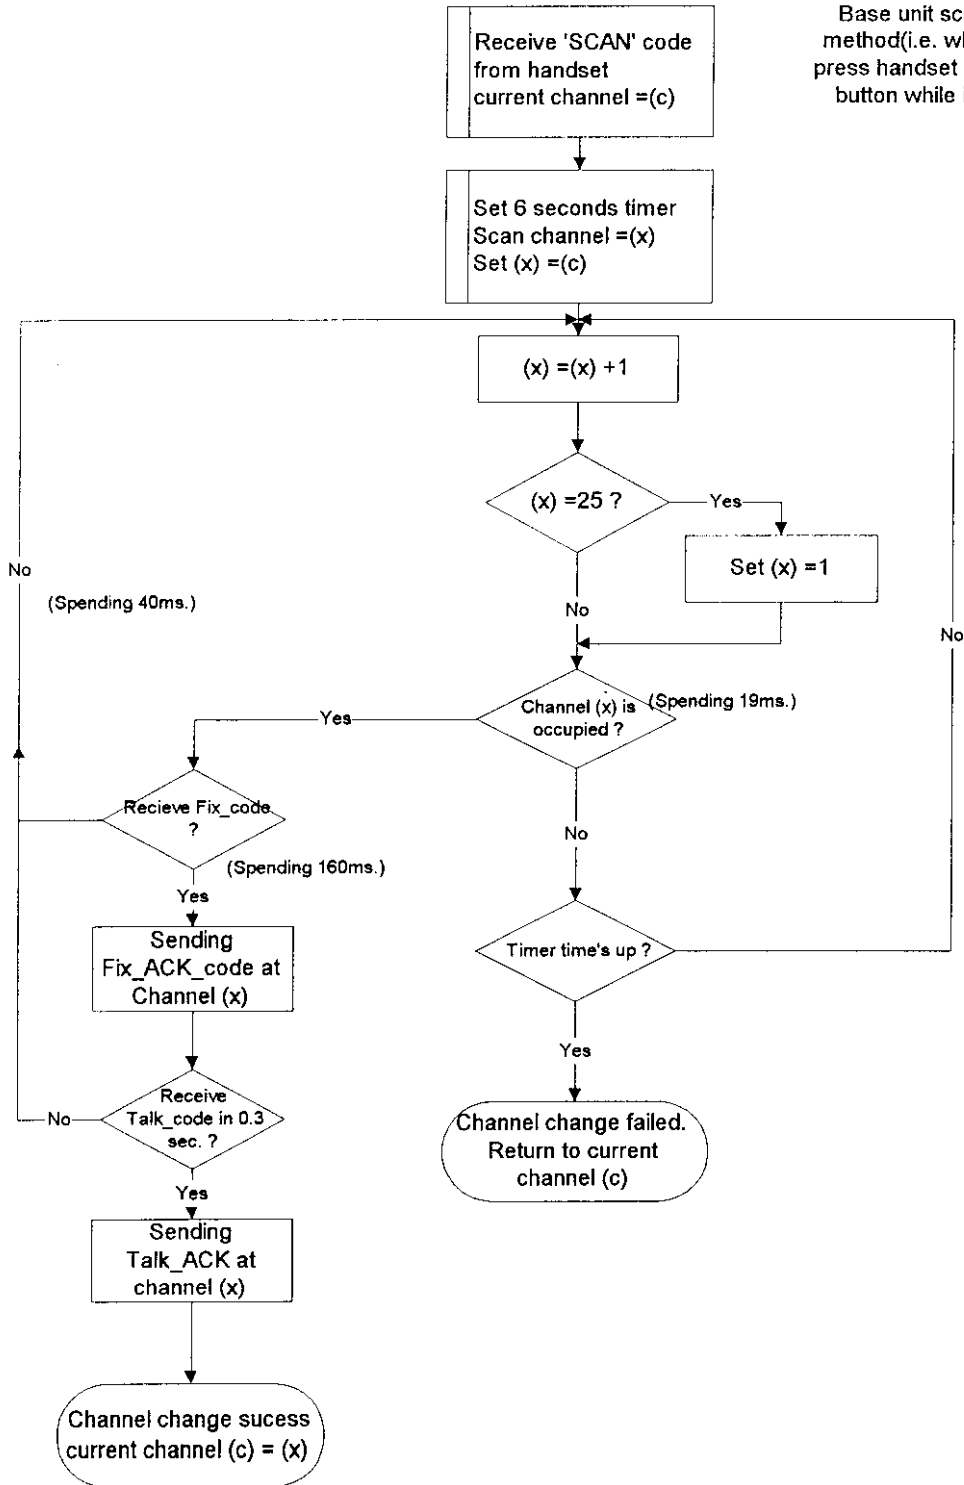 Receive 'SCAN' code
from handset
current channel =(c)
Base unit
method(i.e.
press handset
button while
Set 6 seconds timer
Scan channel =(x)
Set (x) =(c)
(x) =(x) +1
(x) =25 ?
Yes
Set (x) =1
No
No
(Spending 40ms.)
No
Channel (x) is
occupied ?
(Spending 19ms.)
Yes
Recieve Fix_code
?
(Spending 160ms.)
No
Yes
Sending
Fix_ACK_code at
Channel (x)
Timer time's up ?
Yes
Receive
Talk_code in 0.3
sec. ?
No
Channel change failed.
Return to current
channel (c)
Yes
Sending
Talk_ACK at
channel (x)
Channel change sucess
current channel (c) = (x)